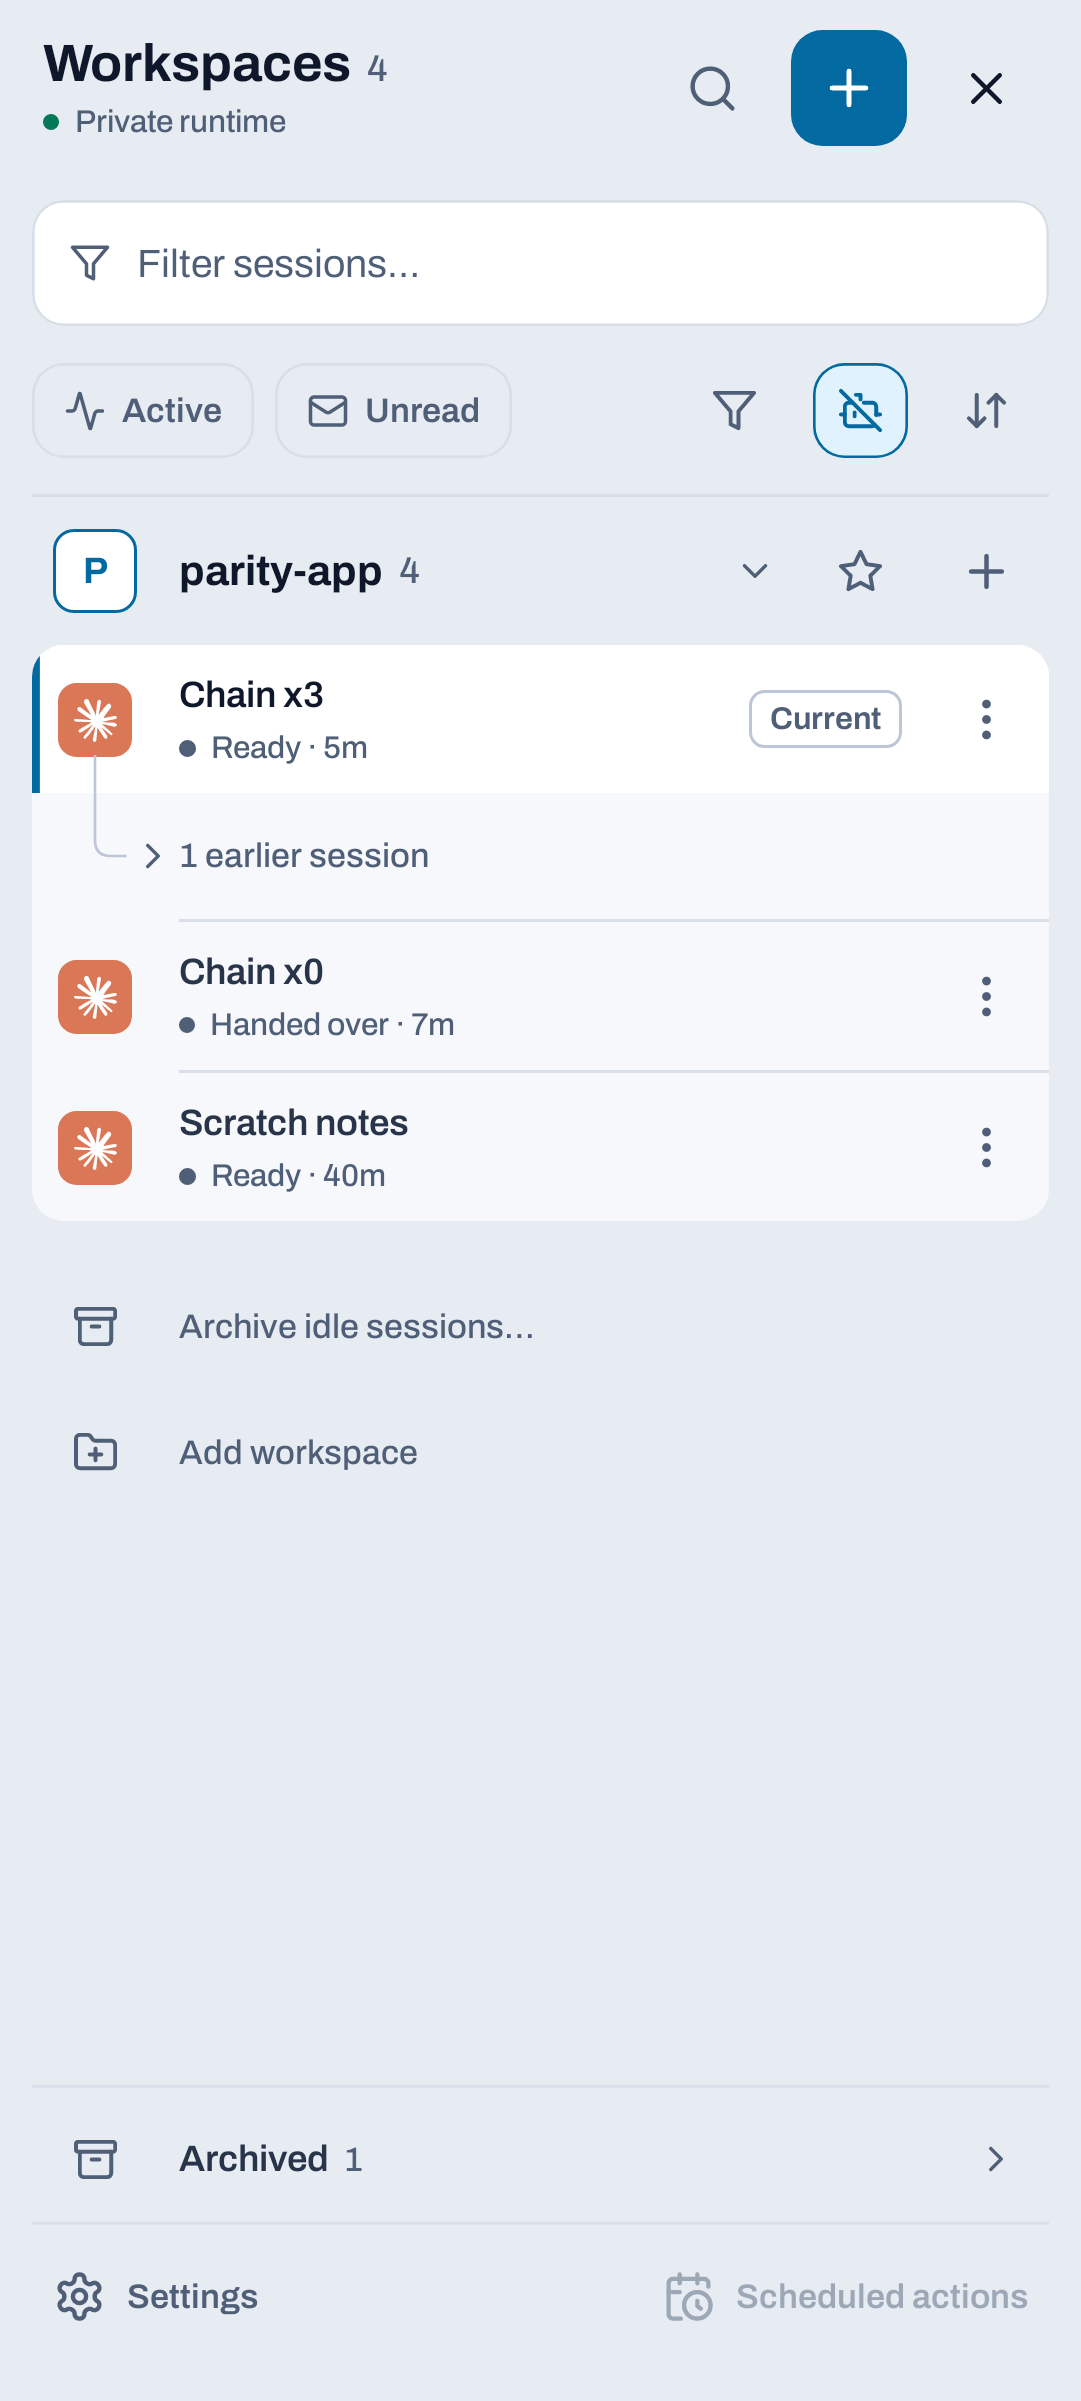 Workspaces 4
Private runtime
Filter sessions...
Active
Unread
P
parity-app 4
Chain x3
Ready · 5m
Current
1 earlier session
Chain x0
Handed over · 7m
Scratch notes
Ready · 40m
Archive idle sessions...
Add workspace
Archived 1
Settings
Scheduled actions